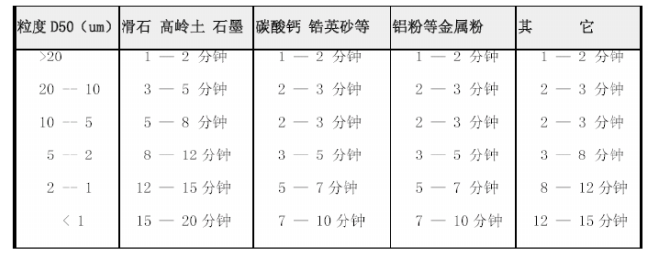 粒度 D50（um） 滑石 高岭土 石墨 碳酸钙 锆英砂等 铝粉等金属粉 其 它
>20 1 — 2 分钟 1 — 2 分钟 1 — 2 分钟 1 — 2 分钟
20 -- 10 3 — 5 分钟 2 — 3 分钟 2 — 3 分钟 2 — 3 分钟
10 -- 5 5 — 8 分钟 2 — 3 分钟 2 — 3 分钟 2 — 3 分钟
5 -- 2 8 — 12 分钟 3 — 5 分钟 3 — 5 分钟 3 — 8 分钟
2 -- 1 12 — 15 分钟 5 — 7 分钟 5 — 7 分钟 8 — 12 分钟
< 1 15 — 20 分钟 7 — 10 分钟 7 — 10 分钟 12 — 15 分钟